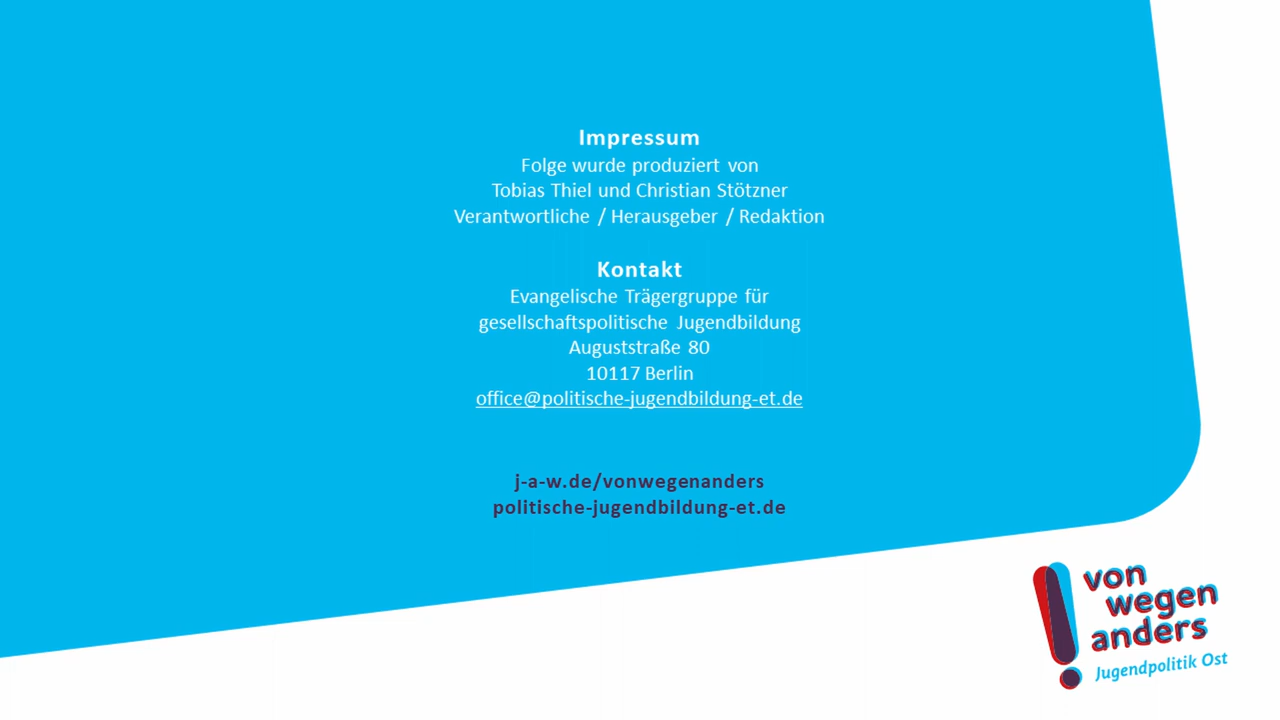 Impressum
Folge wurde produziert von
Tobias Thiel und Christian Stötzner
Verantwortliche / Herausgeber / Redaktion
Kontakt
Evangelische Trägergruppe für
gesellschaftspolitische Jugendbildung
Auguststraße 80
10117 Berlin
office@politische-jugendbildung-et.de
j-a-w.de/vonwegenanders
politische-jugendbildung-et.de
von
wegen
anders
Jugendpolitik Ost